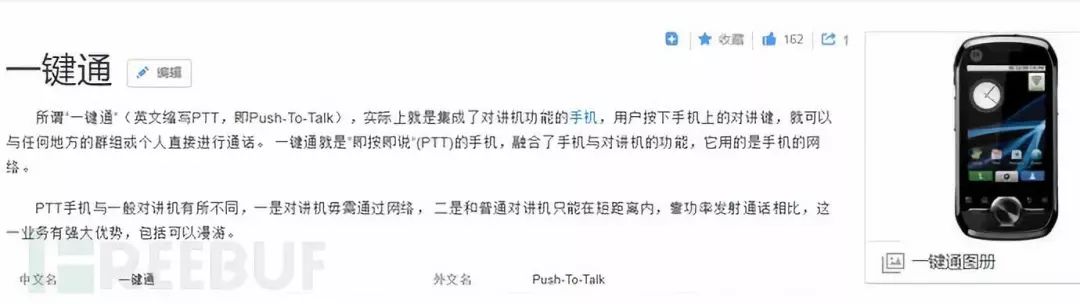 收藏 162 1
一键通 编辑
所谓“一键通”（英文缩写PTT，即Push-To-Talk），实际上就是集成了对讲机功能的手机，用户按下手机上的对讲键，就可以
与任何地方的群组或个人直接进行通话。 一键通就是"即按即说"(PTT)的手机，融合了手机与对讲机的功能，它用的是手机的网
络。
PTT手机与一般对讲机有所不同，一是对讲机毋需通过网络，二是和普通对讲机只能在短距离内，靠功率发射通话相比，这
一业务有强大优势，包括可以漫游。
一键通图册
中文名 一键通 外文名 Push-To-Talk
FREEBUF